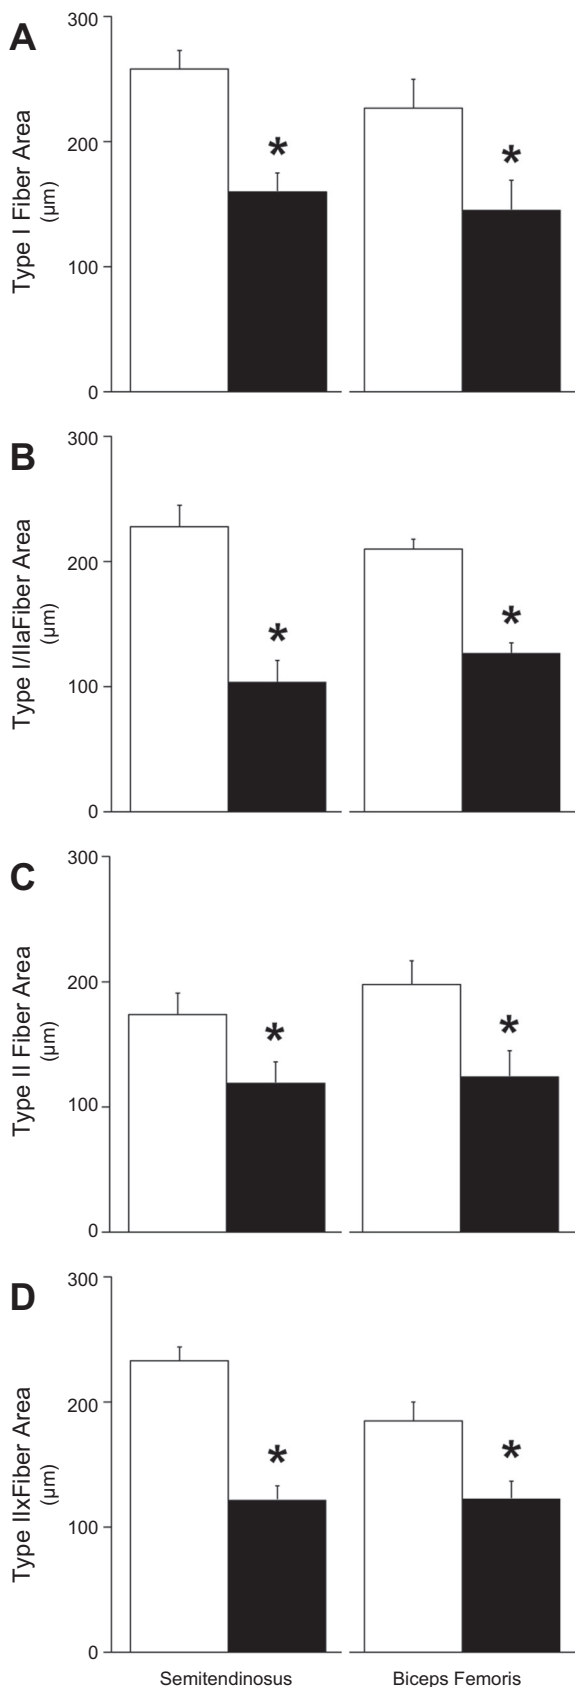 A
Type I Fiber Area
(μm)
300
200
100
0
*
*
B
Type I/IIaFiber Area
(μm)
300
200
100
0
*
*
C
Type II Fiber Area
(μm)
300
200
100
0
*
*
D
Type IIxFiber Area
(μm)
300
200
100
0
*
*
Semitendinosus
Biceps Femoris